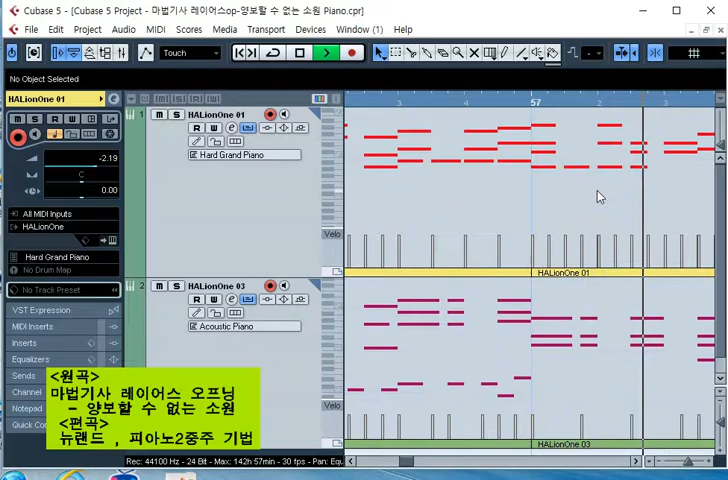 Cubase 5 - [Cubase 5 Project - 마법기사 레이어스op-양보할 수 없는 소원 Piano.cpr]
File Edit Project Audio MIDI Scores Media Transport Devices Window (1) Help
Touch
No Object Selected
HALionOne 01
3 4 57 2 3
1 HALionOne 01
-2.19
Hard Grand Piano
C
0.00
All MIDI Inputs
HALionOne
Velo
Hard Grand Piano
No Drum Map
HALionOne 01
No Track Preset
2 HALionOne 03
VST Expression
MIDI Inserts
Acoustic Piano
Inserts
Equalizers
Sends
Channel
Notepad
Quick Con
Velo
<원곡>
마법기사 레이어스 오프닝
- 양보할 수 없는 소원
<편곡>
뉴랜드 , 피아노2중주 기법
HALionOne 03
Rec: 44100 Hz - 24 Bit - Max: 142h 57min - 30 fps - Pan: Equ